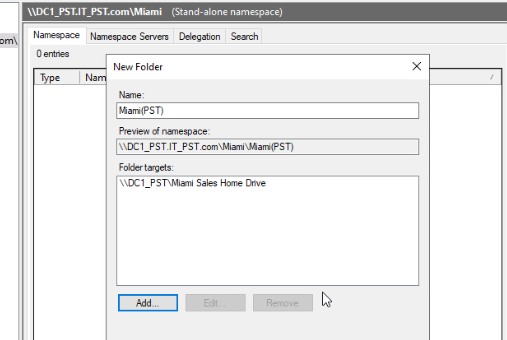 \\DC1_PST.IT_PST.com\Miami (Stand-alone namespace)
om\
Namespace Namespace Servers Delegation Search
0 entries
Type Nam
New Folder
Name:
Miami(PST)
Preview of namespace:
\\DC1_PST.IT_PST.com\Miami\Miami(PST)
Folder targets:
\\DC1_PST\Miami Sales Home Drive
Add... Edit... Remove